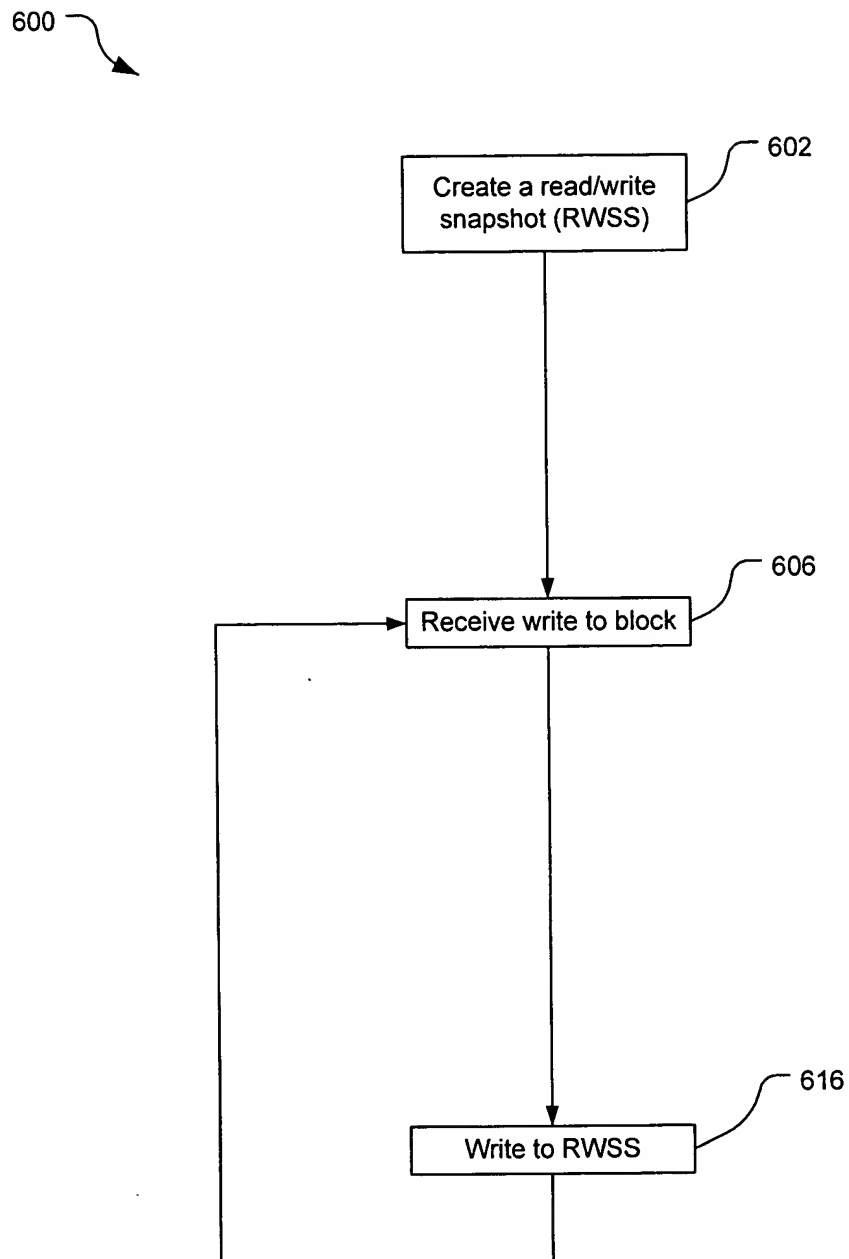 600
602
Create a read/write
snapshot (RWSS)
606
Receive write to block
616
Write to RWSS